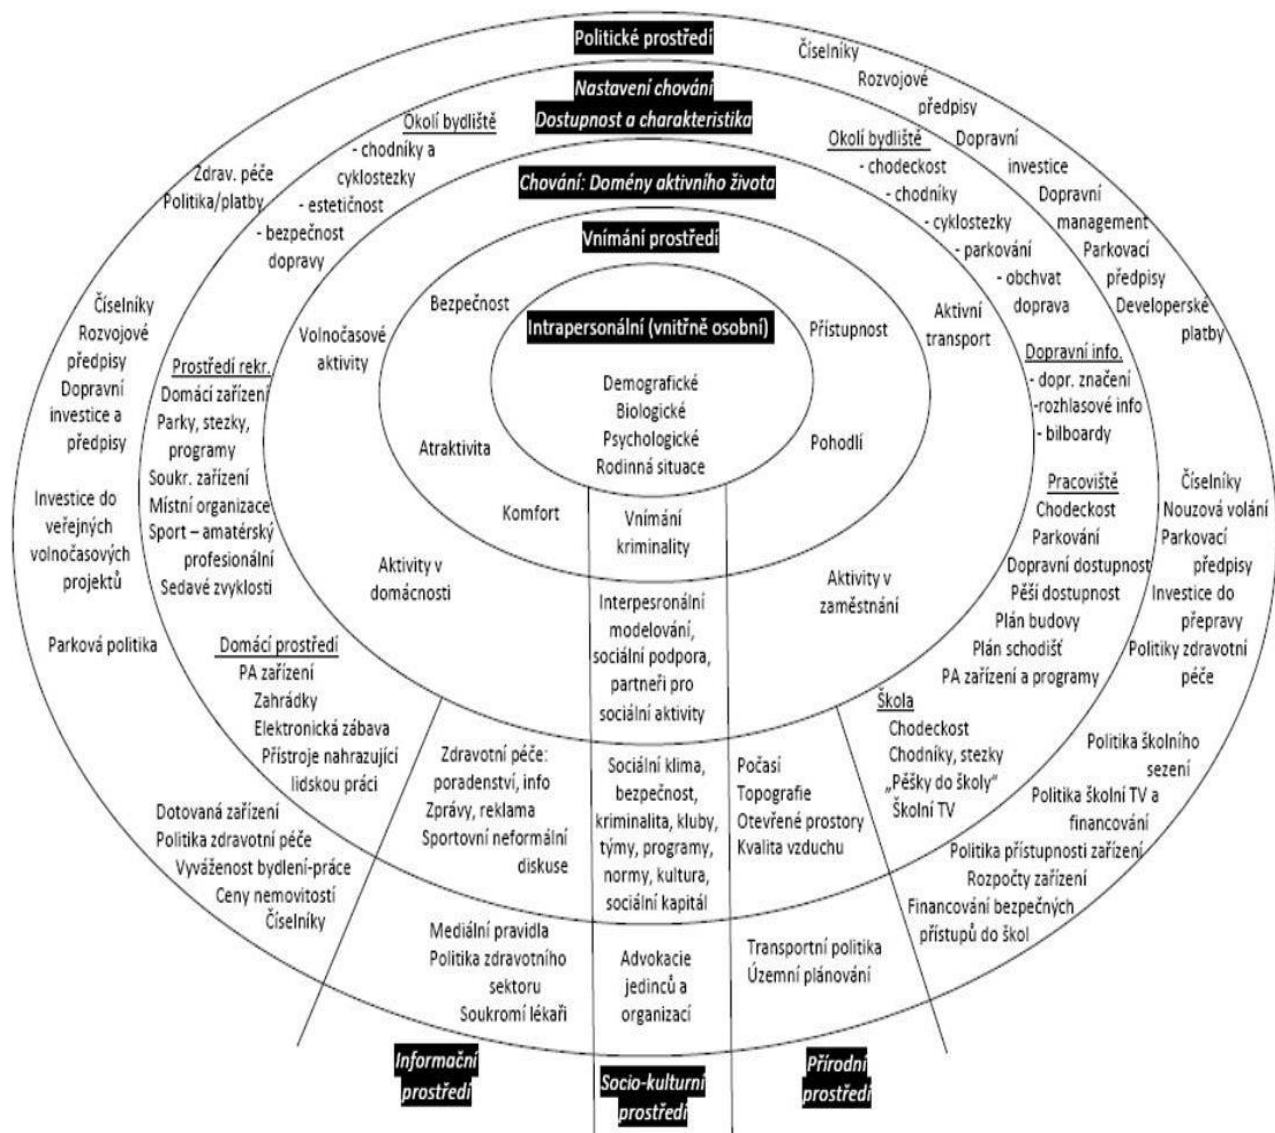 Politické prostředí
Nastavení chování
Dostupnost a charakteristika
Chování: Domény aktivního života
Vnímání prostředí
Intrapersonální (vnitřně osobní)
Demografické
Biologické
Psychologické
Rodinná situace
Bezpečnost
Přístupnost
Atraktivita
Pohodlí
Komfort
Vnímání
kriminality
Volnočasové
aktivity
Aktivní
transport
Aktivity v
domácnosti
Aktivity v
zaměstnání
Interpesronální
modelování,
sociální podpora,
partneři pro
sociální aktivity
Okolí bydliště
- chodníky a
cyklostezky
- estetičnost
- bezpečnost
dopravy
Okolí bydliště
- chodeckost
- chodníky
- cyklostezky
- parkování
- obchvat
doprava
Dopravní info.
- dopr. značení
-rozhlasové info
- bilboardy
Prostředí rekr.
Domácí zařízení
Parky, stezky,
programy
Soukr. zařízení
Místní organizace
Sport – amatérský
profesionální
Sedavé zvyklosti
Pracoviště
Chodeckost
Parkování
Dopravní dostupnost
Pěší dostupnost
Plán budovy
Plán schodišť
PA zařízení a programy
Domácí prostředí
PA zařízení
Zahrádky
Elektronická zábava
Přístroje nahrazující
lidskou práci
Škola
Chodeckost
Chodníky, stezky
„Pěšky do školy“
Školní TV
Zdravotní péče:
poradenství, info
Zprávy, reklama
Sportovní neformální
diskuse
Sociální klima,
bezpečnost,
kriminalita, kluby,
týmy, programy,
normy, kultura,
sociální kapitál
Počasí
Topografie
Otevřené prostory
Kvalita vzduchu
Zdrav. péče
Politika/platby
Číselníky
Rozvojové
předpisy
Dopravní
investice a
předpisy
Investice do
veřejných
volnočasových
projektů
Parková politika
Dotovaná zařízení
Politika zdravotní péče
Vyváženost bydlení-práce
Ceny nemovitostí
Číselníky
Číselníky
Rozvojové
předpisy
Dopravní
investice
Dopravní
management
Parkovací
předpisy
Developerské
platby
Číselníky
Nouzová volání
Parkovací
předpisy
Investice do
přepravy
Politiky zdravotní
péče
Politika školního
sezení
Politika školní TV a
financování
Politika přístupnosti zařízení
Rozpočty zařízení
Financování bezpečných
přístupů do škol
Mediální pravidla
Politika zdravotního
sektoru
Soukromí lékaři
Advokacie
jedinců a
organizací
Transportní politika
Územní plánování
Informační
prostředí
Socio-kulturní
prostředí
Přírodní
prostředí